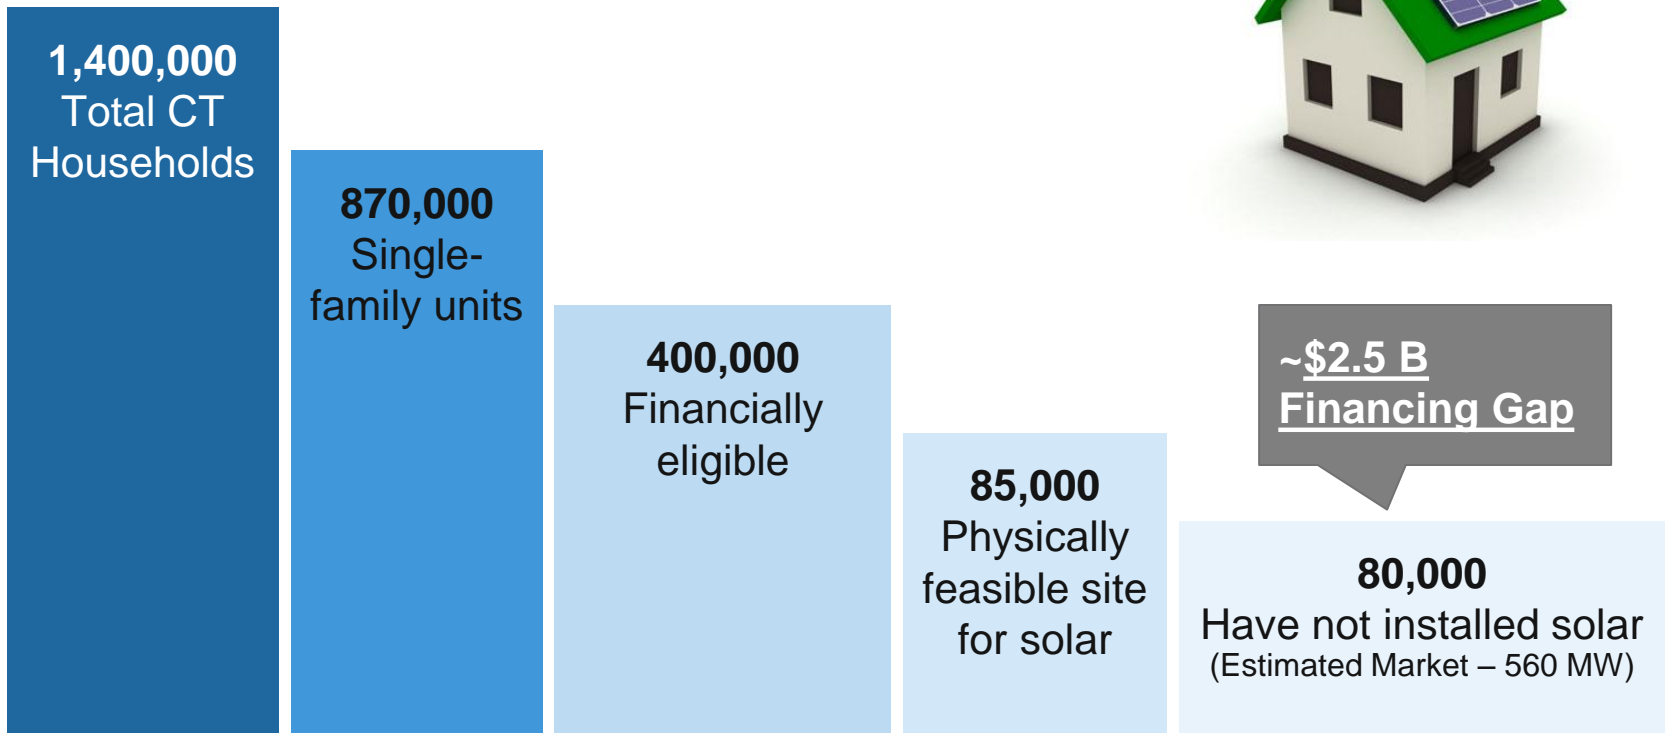 1,400,000
Total CT
Households
870,000
Single-
family units
400,000
Financially
eligible
85,000
Physically
feasible site
for solar
~$2.5 B
Financing Gap
80,000
Have not installed solar
(Estimated Market – 560 MW)